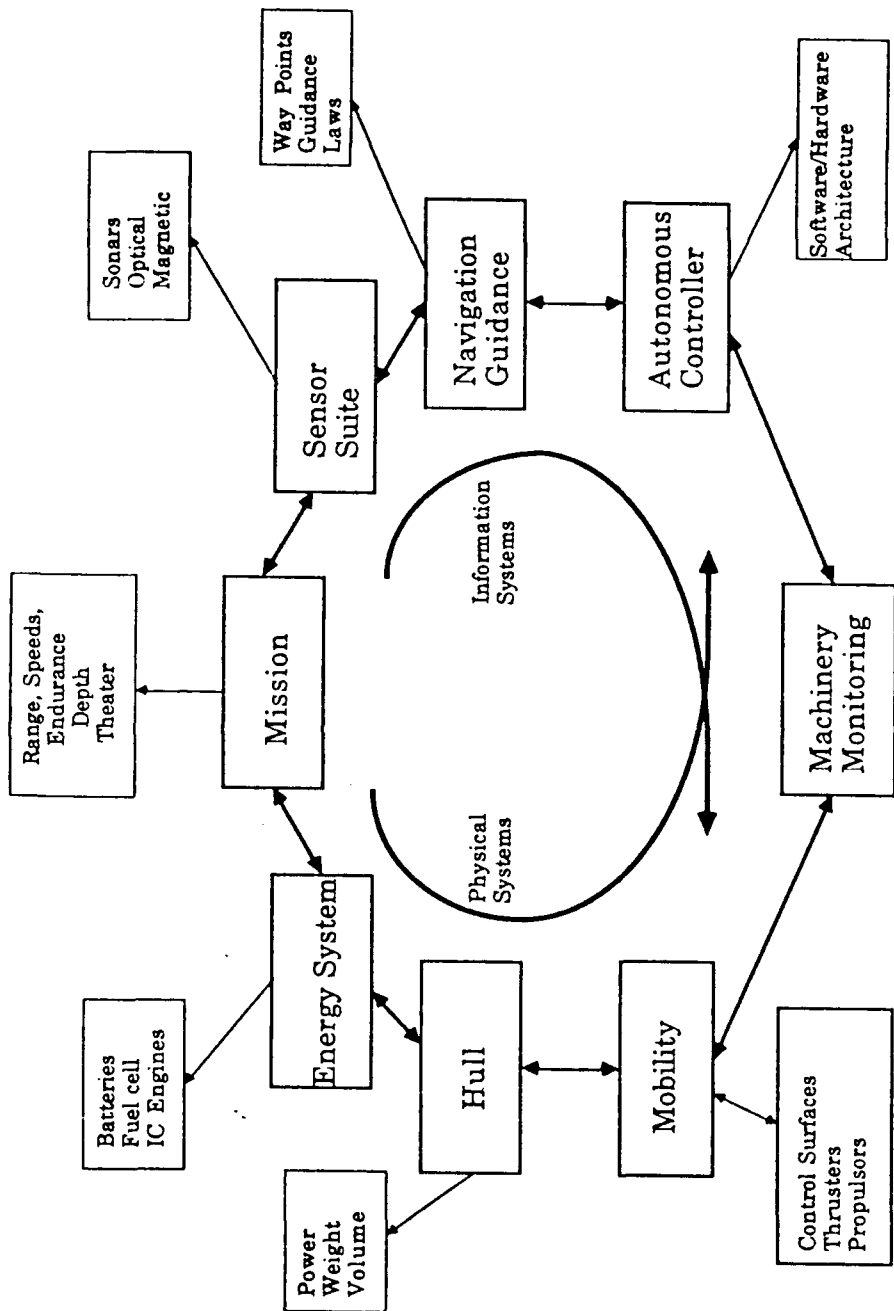 Range, Speeds,
Endurance
Depth
Theater
Mission
Batteries
Fuel cell
IC Engines
Energy System
Sonars
Optical
Magnetic
Sensor
Suite
Power
Weight
Volume
Hull
Way Points
Guidance
Laws
Navigation
Guidance
Physical
Systems
Information
Systems
Mobility
Control Surfaces
Thrusters
Propulsors
Autonomous
Controller
Software/Hardware
Architecture
Machinery
Monitoring